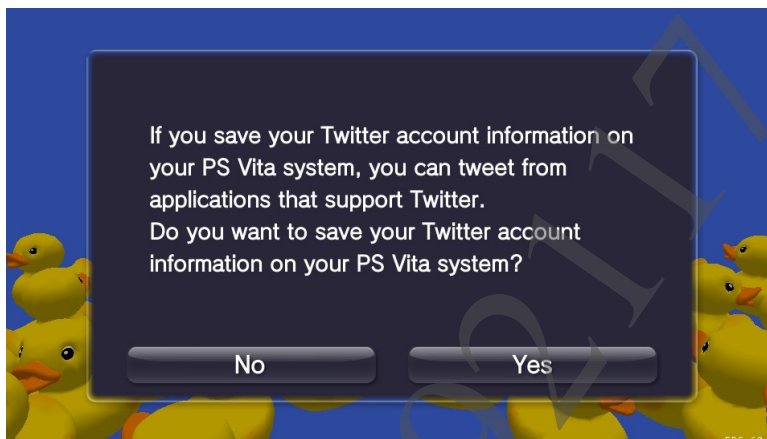 If you save your Twitter account information on
your PS Vita system, you can tweet from
applications that support Twitter.
Do you want to save your Twitter account
information on your PS Vita system?
No
Yes